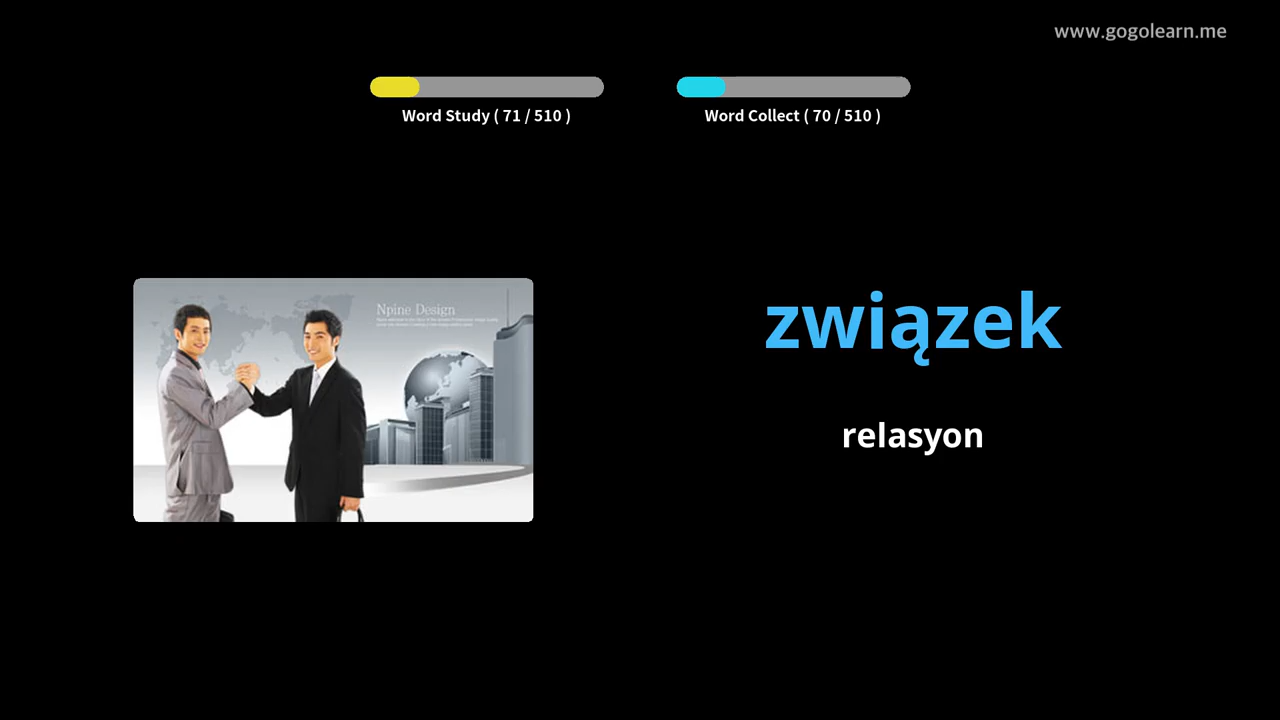 www.gogolearn.me
Word Study ( 71 / 510 )
Word Collect ( 70 / 510 )
Npine Design
związek
relasyon